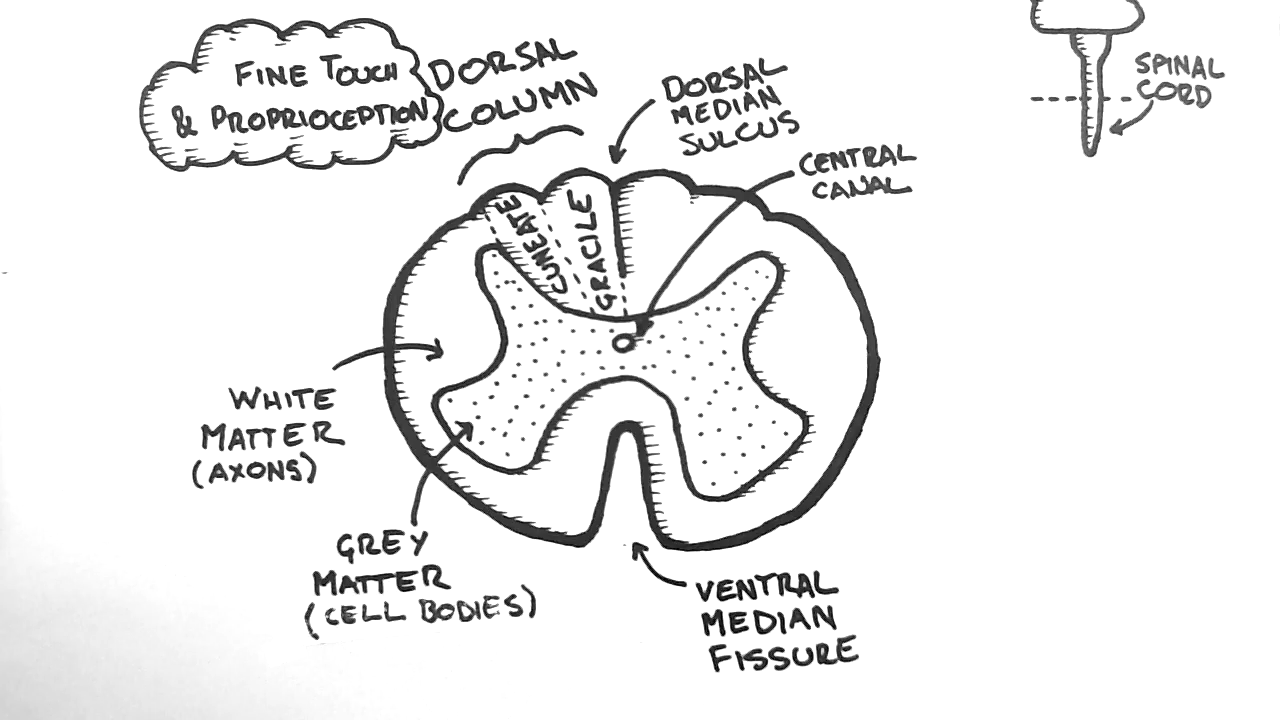 FINE TOUCH
& PROPRIOCEPTION
DORSAL
COLUMN
DORSAL
MEDIAN
SULCUS
SPINAL
CORD
CENTRAL
CANAL
CUNEATE
GRACILE
WHITE
MATTER
(AXONS)
GREY
MATTER
(CELL BODIES)
VENTRAL
MEDIAN
FISSURE